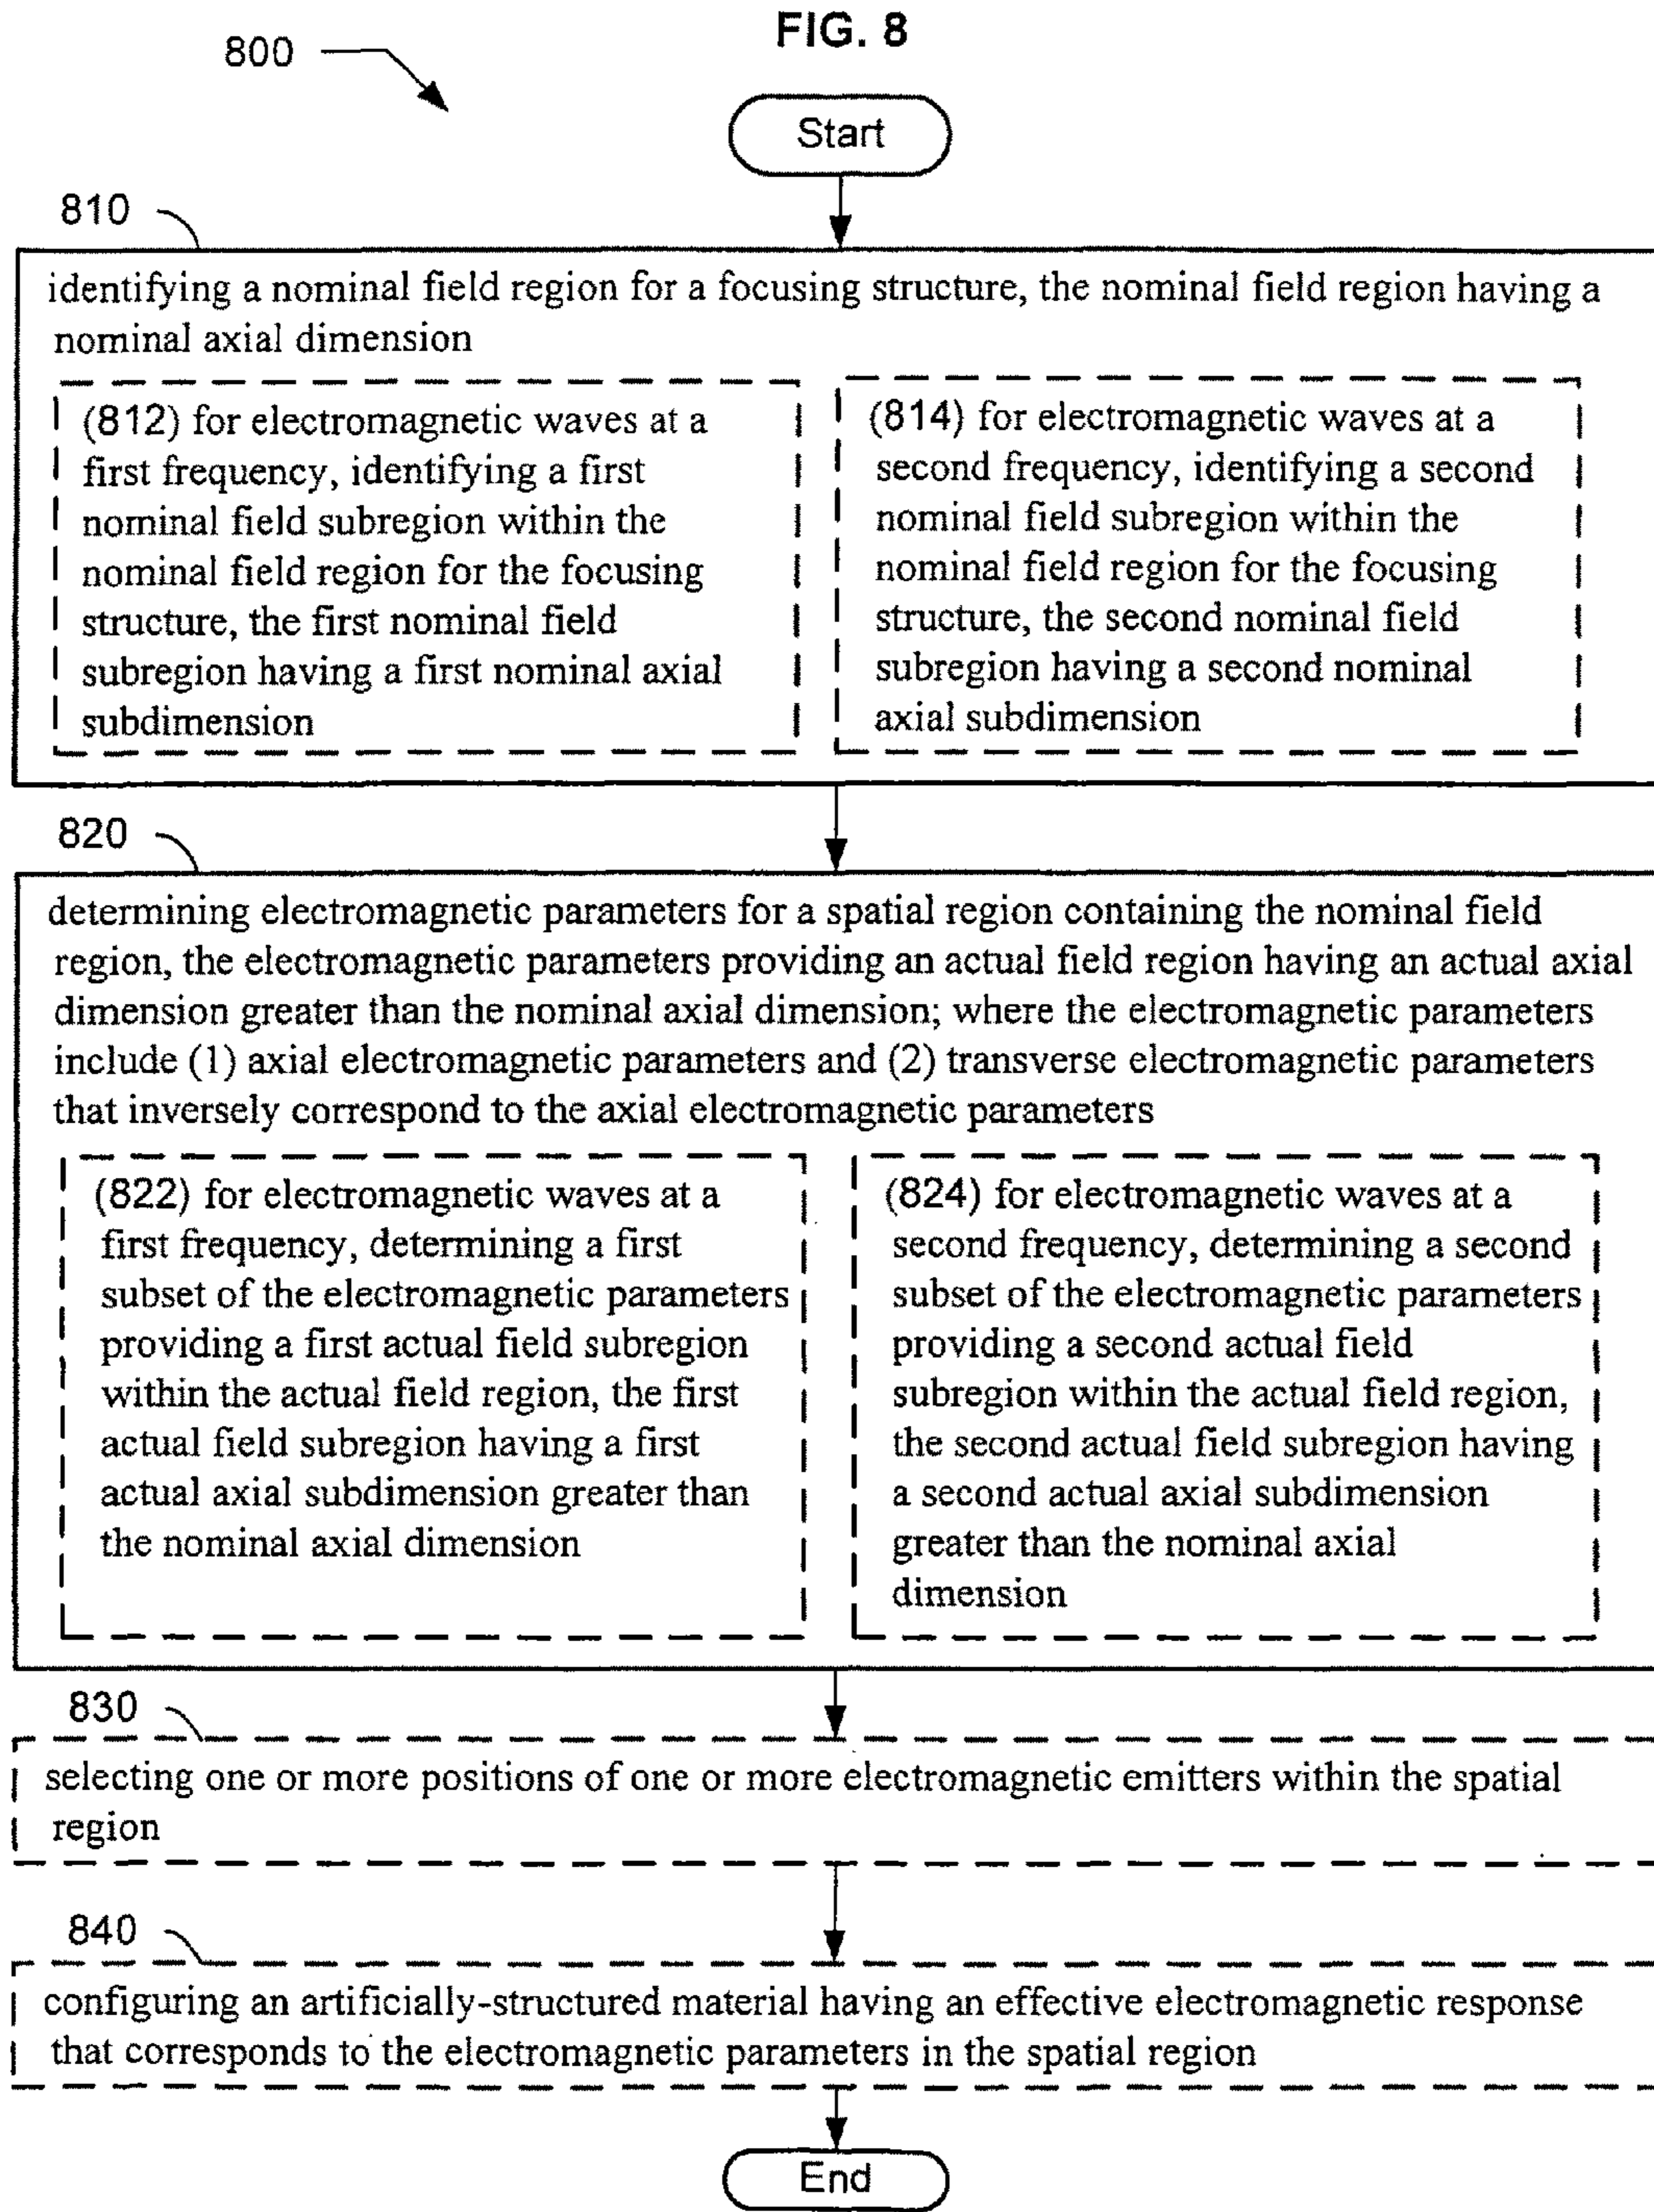 FIG. 8
800
Start
810
identifying a nominal field region for a focusing structure, the nominal field region having a
nominal axial dimension
(812) for electromagnetic waves at a
first frequency, identifying a first
nominal field subregion within the
nominal field region for the focusing
structure, the first nominal field
subregion having a first nominal axial
subdimension
(814) for electromagnetic waves at a
second frequency, identifying a second
nominal field subregion within the
nominal field region for the focusing
structure, the second nominal field
subregion having a second nominal
axial subdimension
820
determining electromagnetic parameters for a spatial region containing the nominal field
region, the electromagnetic parameters providing an actual field region having an actual axial
dimension greater than the nominal axial dimension; where the electromagnetic parameters
include (1) axial electromagnetic parameters and (2) transverse electromagnetic parameters
that inversely correspond to the axial electromagnetic parameters
(822) for electromagnetic waves at a
first frequency, determining a first
subset of the electromagnetic parameters
providing a first actual field subregion
within the actual field region, the first
actual field subregion having a first
actual axial subdimension greater than
the nominal axial dimension
(824) for electromagnetic waves at a
second frequency, determining a second
subset of the electromagnetic parameters
providing a second actual field
subregion within the actual field region,
the second actual field subregion having
a second actual axial subdimension
greater than the nominal axial
dimension
830
selecting one or more positions of one or more electromagnetic emitters within the spatial
region
840
configuring an artificially-structured material having an effective electromagnetic response
that corresponds to the electromagnetic parameters in the spatial region
End